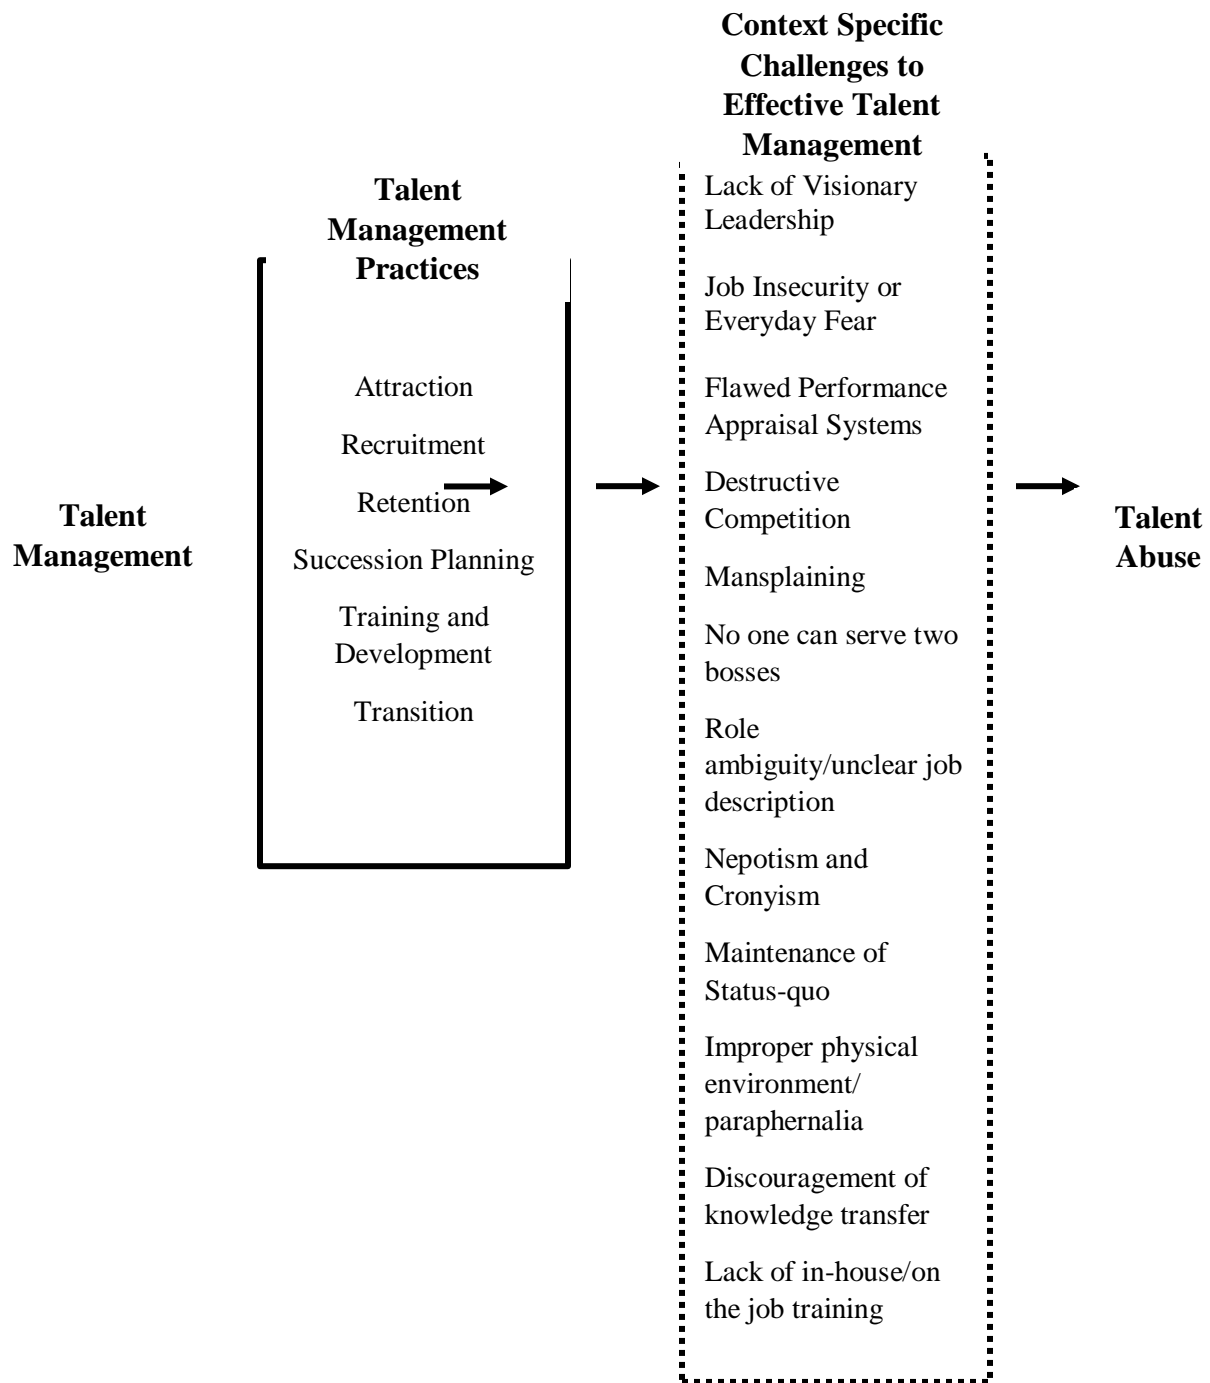 Talent
Management
Talent
Management
Practices
Attraction
Recruitment
Retention
Succession Planning
Training and
Development
Transition
Context Specific
Challenges to
Effective Talent
Management
Lack of Visionary
Leadership
Job Insecurity or
Everyday Fear
Flawed Performance
Appraisal Systems
Destructive
Competition
Mansplaining
No one can serve two
bosses
Role
ambiguity/unclear job
description
Nepotism and
Cronyism
Maintenance of
Status-quo
Improper physical
environment/
paraphernalia
Discouragement of
knowledge transfer
Lack of in-house/on
the job training
Talent
Abuse